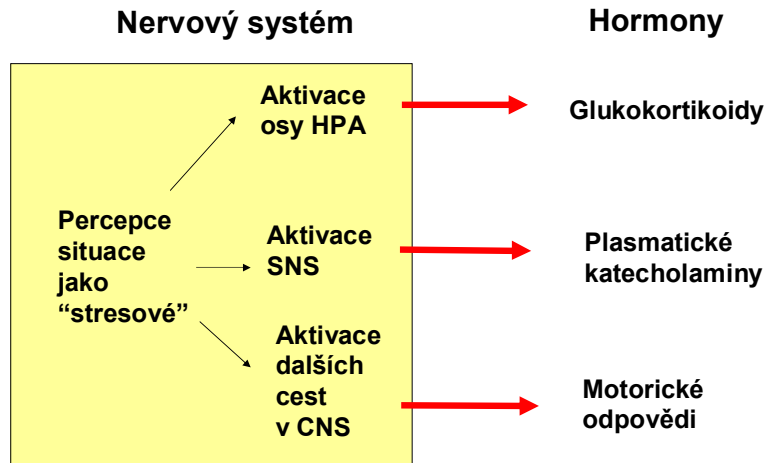 Nervový systém
Hormony
Aktivace
osy HPA
Glukokortikoidy
Percepce
situace
jako
“stresové”
Aktivace
SNS
Plasmatické
katecholaminy
Aktivace
dalších
cest
v CNS
Motorické
odpovědi